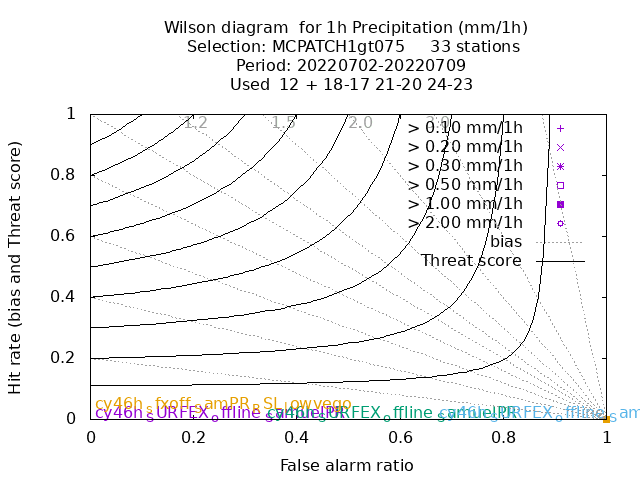 Wilson diagram  for 1h Precipitation (mm/1h)
Selection: MCPATCH1gt075     33 stations
Period: 20220702-20220709
Used  12 + 18-17 21-20 24-23
1.2 1.5 2.0
> 0.10 mm/1h
> 0.20 mm/1h
> 0.30 mm/1h
> 0.50 mm/1h
> 1.00 mm/1h
> 2.00 mm/1h
bias
Threat score
Hit rate (bias and Threat score)
1
0.8
0.6
0.4
0.2
0
cy46h_sfxoff_samPR_RSL_lowvego
cy46h_sURFEX_offline
0 0.2 0.4 0.6 0.8 1
False alarm ratio